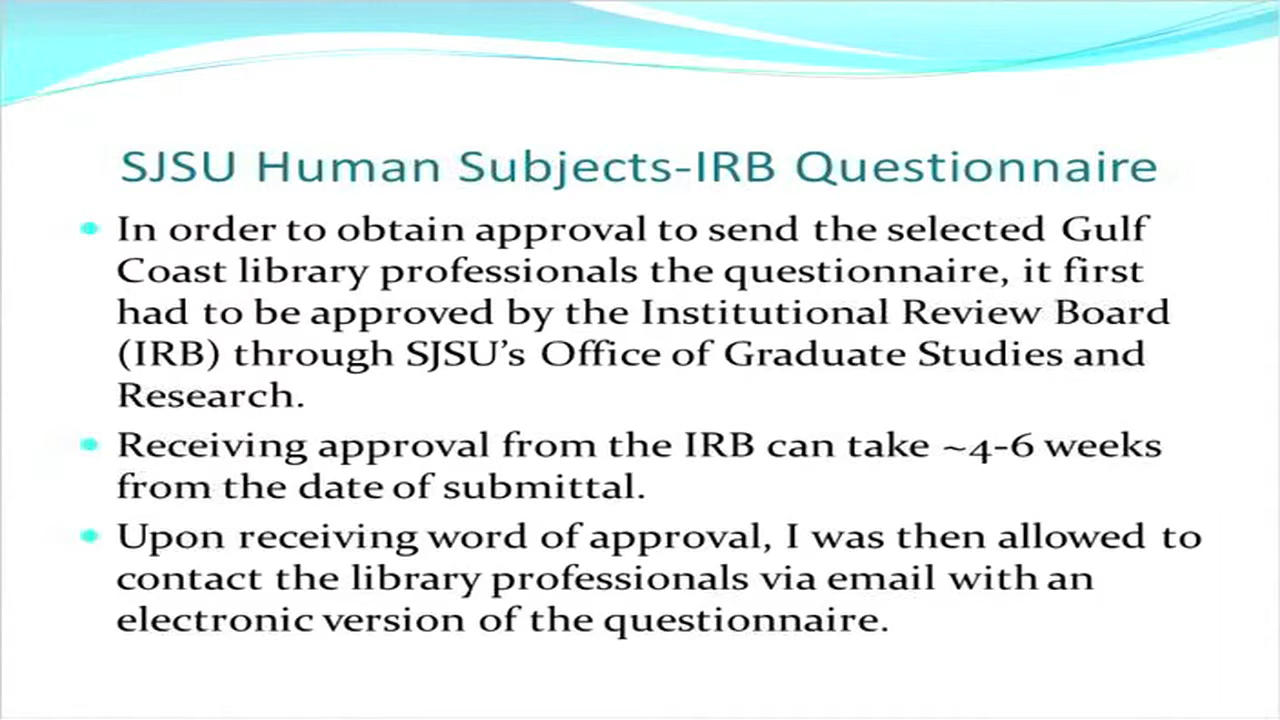 SJSU Human Subjects-IRB Questionnaire
In order to obtain approval to send the selected Gulf
Coast library professionals the questionnaire, it first
had to be approved by the Institutional Review Board
(IRB) through SJSU’s Office of Graduate Studies and
Research.
Receiving approval from the IRB can take ~4-6 weeks
from the date of submittal.
Upon receiving word of approval, I was then allowed to
contact the library professionals via email with an
electronic version of the questionnaire.